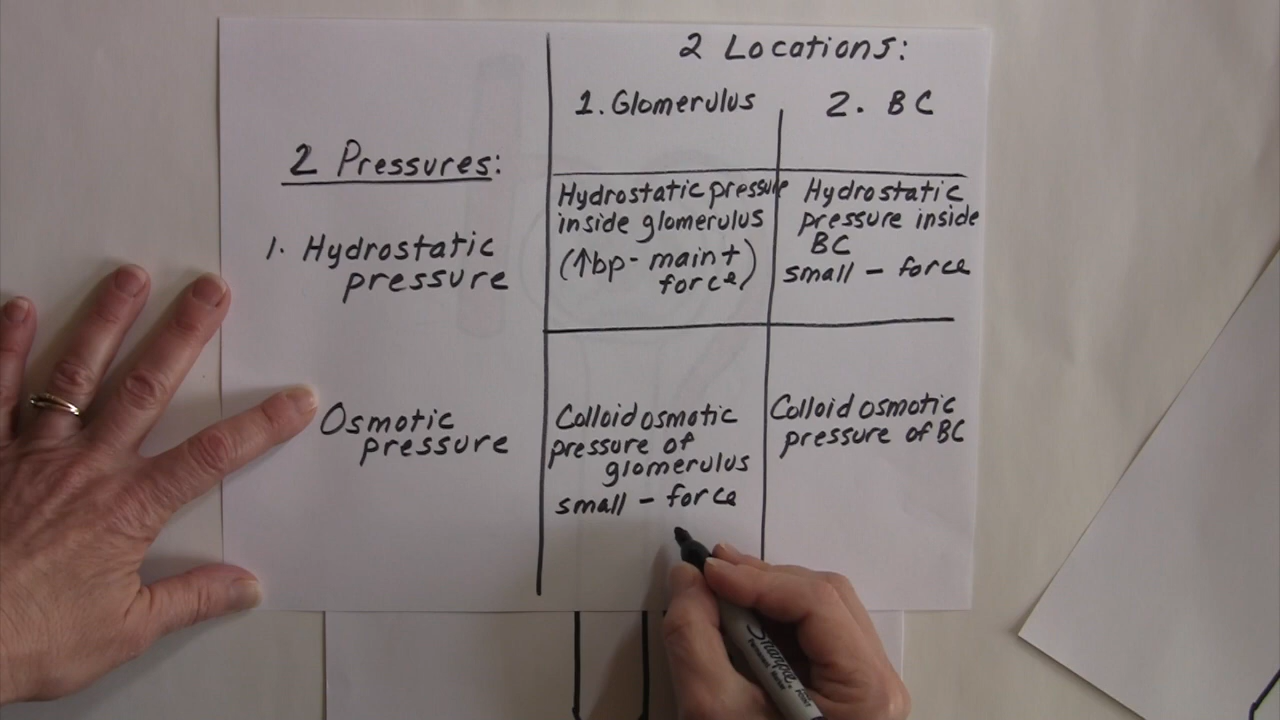 2 Locations:
1. Glomerulus
2. BC
2 Pressures:
1. Hydrostatic
pressure
Hydrostatic pressure
inside glomerulus
(↑bp - main +
force)
Hydrostatic
pressure inside
BC
small - force
Osmotic
pressure
Colloid osmotic
pressure of
glomerulus
small - force
Colloid osmotic
pressure of BC
Sharpie